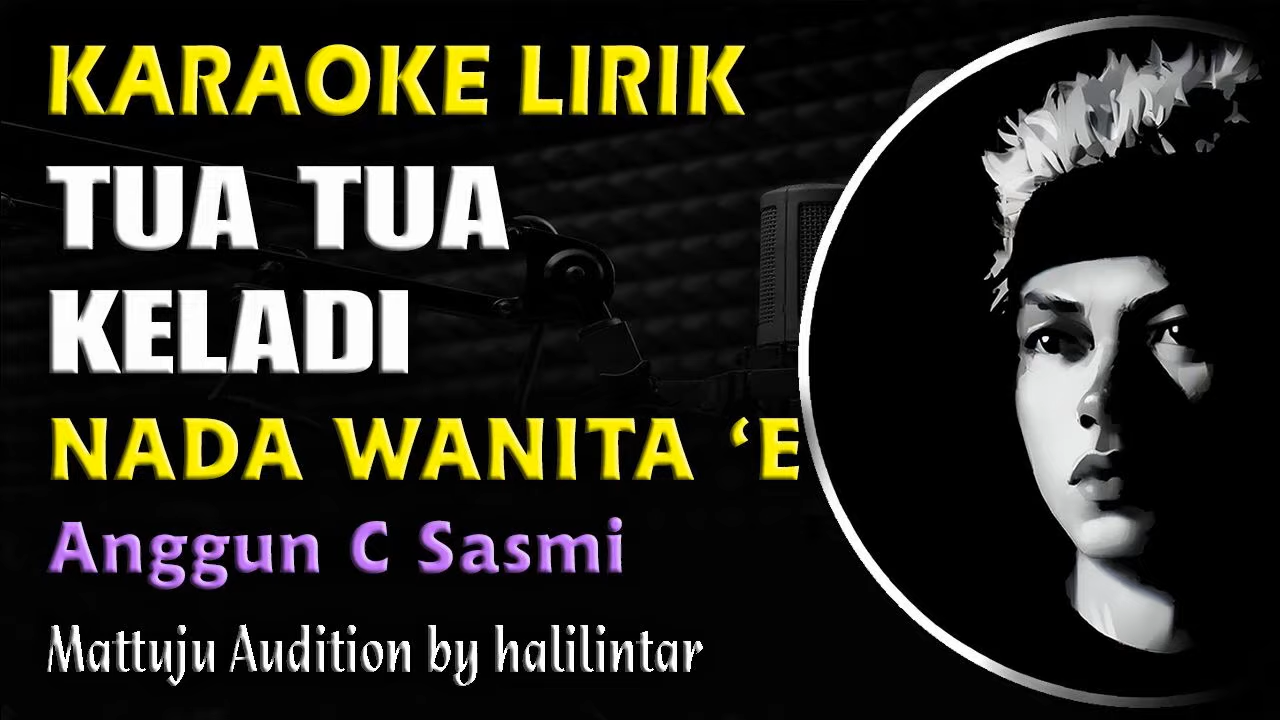 KARAOKE LIRIK
TUA TUA
KELADI
NADA WANITA ‘E
Anggun C Sasmi
Mattuju Audition by halilintar